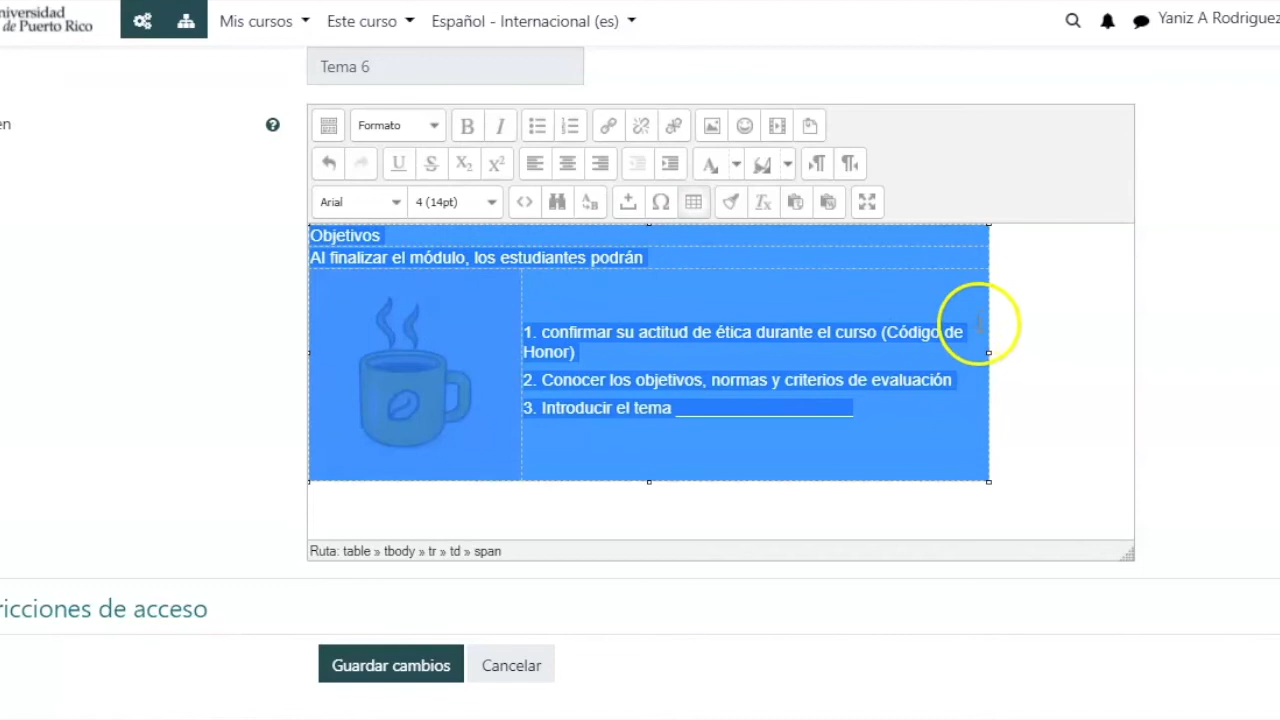 niversidad
de Puerto Rico
Mis cursos
Este curso
Español - Internacional (es)
Yaniz A Rodriguez
Tema 6
en
Formato
B I
U S X2 X2
Arial
4 (14pt)
Objetivos
Al finalizar el módulo, los estudiantes podrán
1. confirmar su actitud de ética durante el curso (Código de
Honor)
2. Conocer los objetivos, normas y criterios de evaluación
3. Introducir el tema ____________________
Ruta: table » tbody » tr » td » span
ricciones de acceso
Guardar cambios
Cancelar